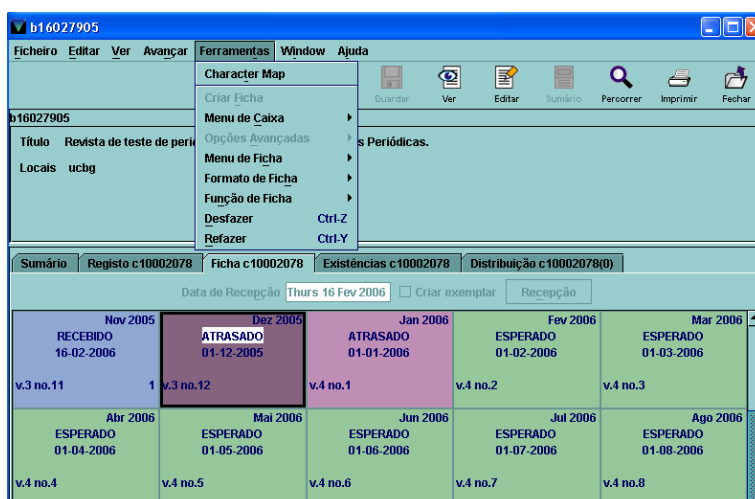 b16027905
Ficheiro Editar Ver Avançar Ferramentas Window Ajuda
Character Map
Criar Ficha
Menu de Caixa
Opções Avançadas
Menu de Ficha
Formato de Ficha
Função de Ficha
Desfazer Ctrl-Z
Refazer Ctrl-Y
Guardar Ver Editar Sumário Percorrer Imprimir Fechar
b16027905
Título Revista de teste de peri s Periódicas.
Locais ucbg
Sumário Registo c10002078 Ficha c10002078 Existências c10002078 Distribuição c10002078(0)
Data de Recepção Thurs 16 Fev 2006 Criar exemplar Recepção
Nov 2005 Dez 2005 Jan 2006 Fev 2006 Mar 2006
RECEBIDO ATRASADO ATRASADO ESPERADO ESPERADO
16-02-2006 01-12-2005 01-01-2006 01-02-2006 01-03-2006
v.3 no.11 1 v.3 no.12 v.4 no.1 v.4 no.2 v.4 no.3
Abr 2006 Mai 2006 Jun 2006 Jul 2006 Ago 2006
ESPERADO ESPERADO ESPERADO ESPERADO ESPERADO
01-04-2006 01-05-2006 01-06-2006 01-07-2006 01-08-2006
v.4 no.4 v.4 no.5 v.4 no.6 v.4 no.7 v.4 no.8